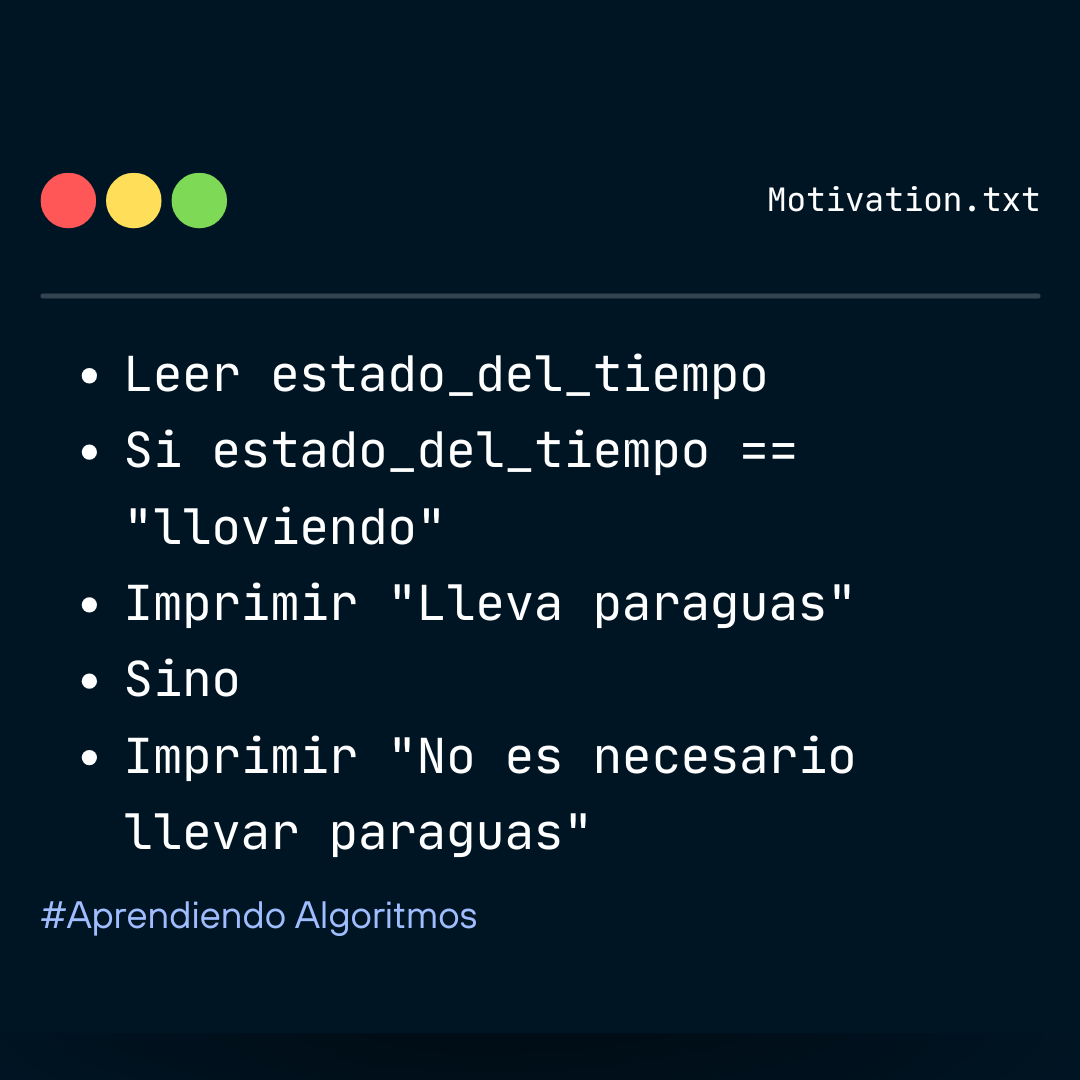 Motivation.txt
• Leer estado_del_tiempo
• Si estado_del_tiempo ==
"lloviendo"
• Imprimir "Lleva paraguas"
• Sino
• Imprimir "No es necesario
llevar paraguas"
#Aprendiendo Algoritmos